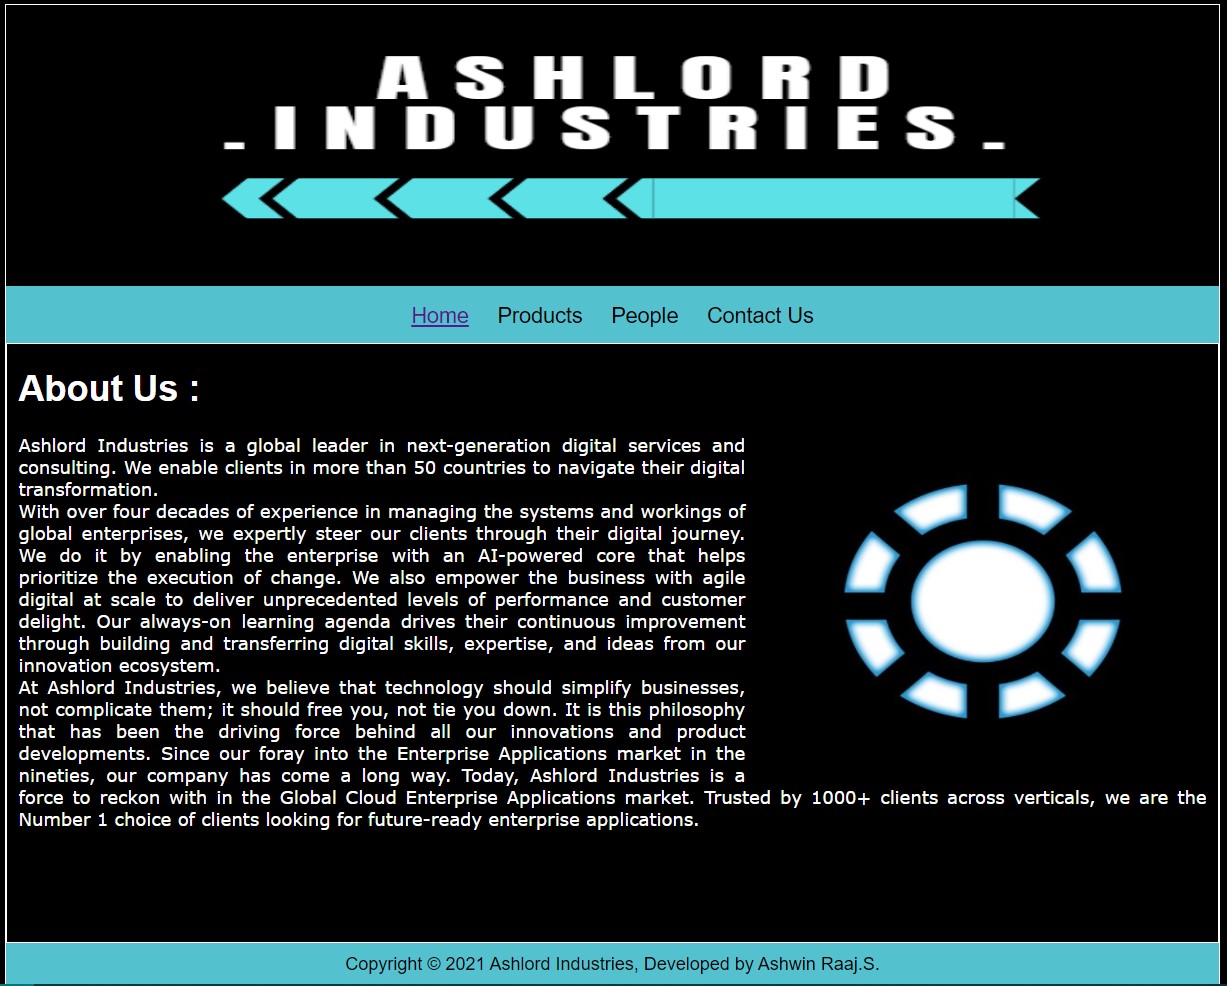 ASHLORD
.INDUSTRIES.
Home Products People Contact Us
About Us :
Ashlord Industries is a global leader in next-generation digital services and
consulting. We enable clients in more than 50 countries to navigate their digital
transformation.
With over four decades of experience in managing the systems and workings of
global enterprises, we expertly steer our clients through their digital journey.
We do it by enabling the enterprise with an AI-powered core that helps
prioritize the execution of change. We also empower the business with agile
digital at scale to deliver unprecedented levels of performance and customer
delight. Our always-on learning agenda drives their continuous improvement
through building and transferring digital skills, expertise, and ideas from our
innovation ecosystem.
At Ashlord Industries, we believe that technology should simplify businesses,
not complicate them; it should free you, not tie you down. It is this philosophy
that has been the driving force behind all our innovations and product
developments. Since our foray into the Enterprise Applications market in the
nineties, our company has come a long way. Today, Ashlord Industries is a
force to reckon with in the Global Cloud Enterprise Applications market. Trusted by 1000+ clients across verticals, we are the
Number 1 choice of clients looking for future-ready enterprise applications.
Copyright © 2021 Ashlord Industries, Developed by Ashwin Raaj.S.